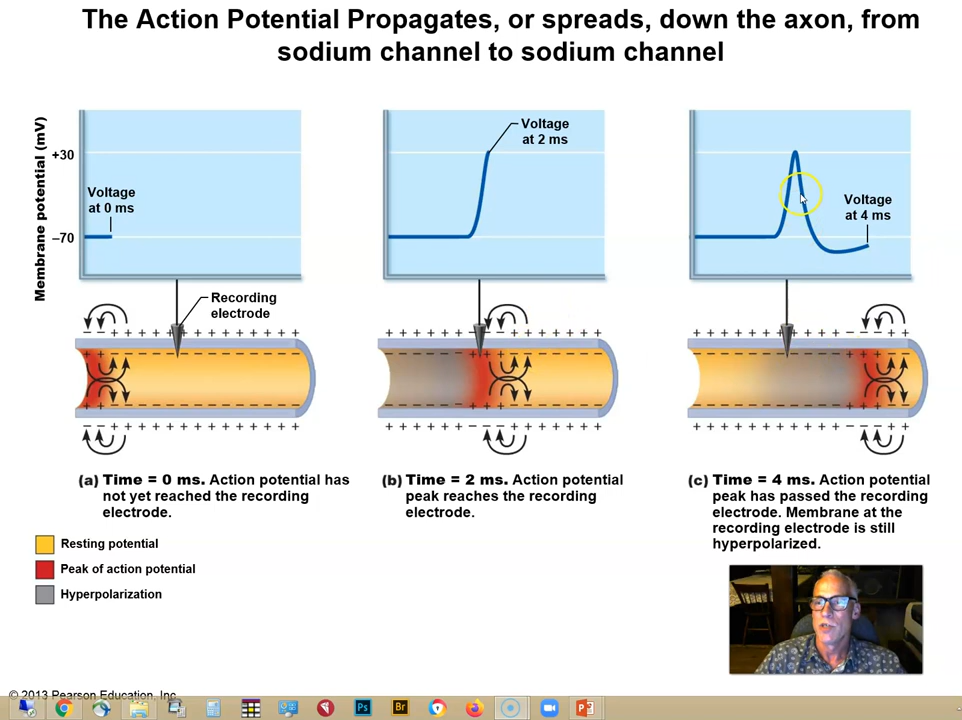 The Action Potential Propagates, or spreads, down the axon, from
sodium channel to sodium channel
Membrane potential (mV)
+30
–70
Voltage
at 0 ms
Voltage
at 2 ms
Voltage
at 4 ms
Recording
electrode
(a) Time = 0 ms. Action potential has
not yet reached the recording
electrode.
(b) Time = 2 ms. Action potential
peak reaches the recording
electrode.
(c) Time = 4 ms. Action potential
peak has passed the recording
electrode. Membrane at the
recording electrode is still
hyperpolarized.
Resting potential
Peak of action potential
Hyperpolarization
© 2013 Pearson Education, Inc.
Ps
Br
P